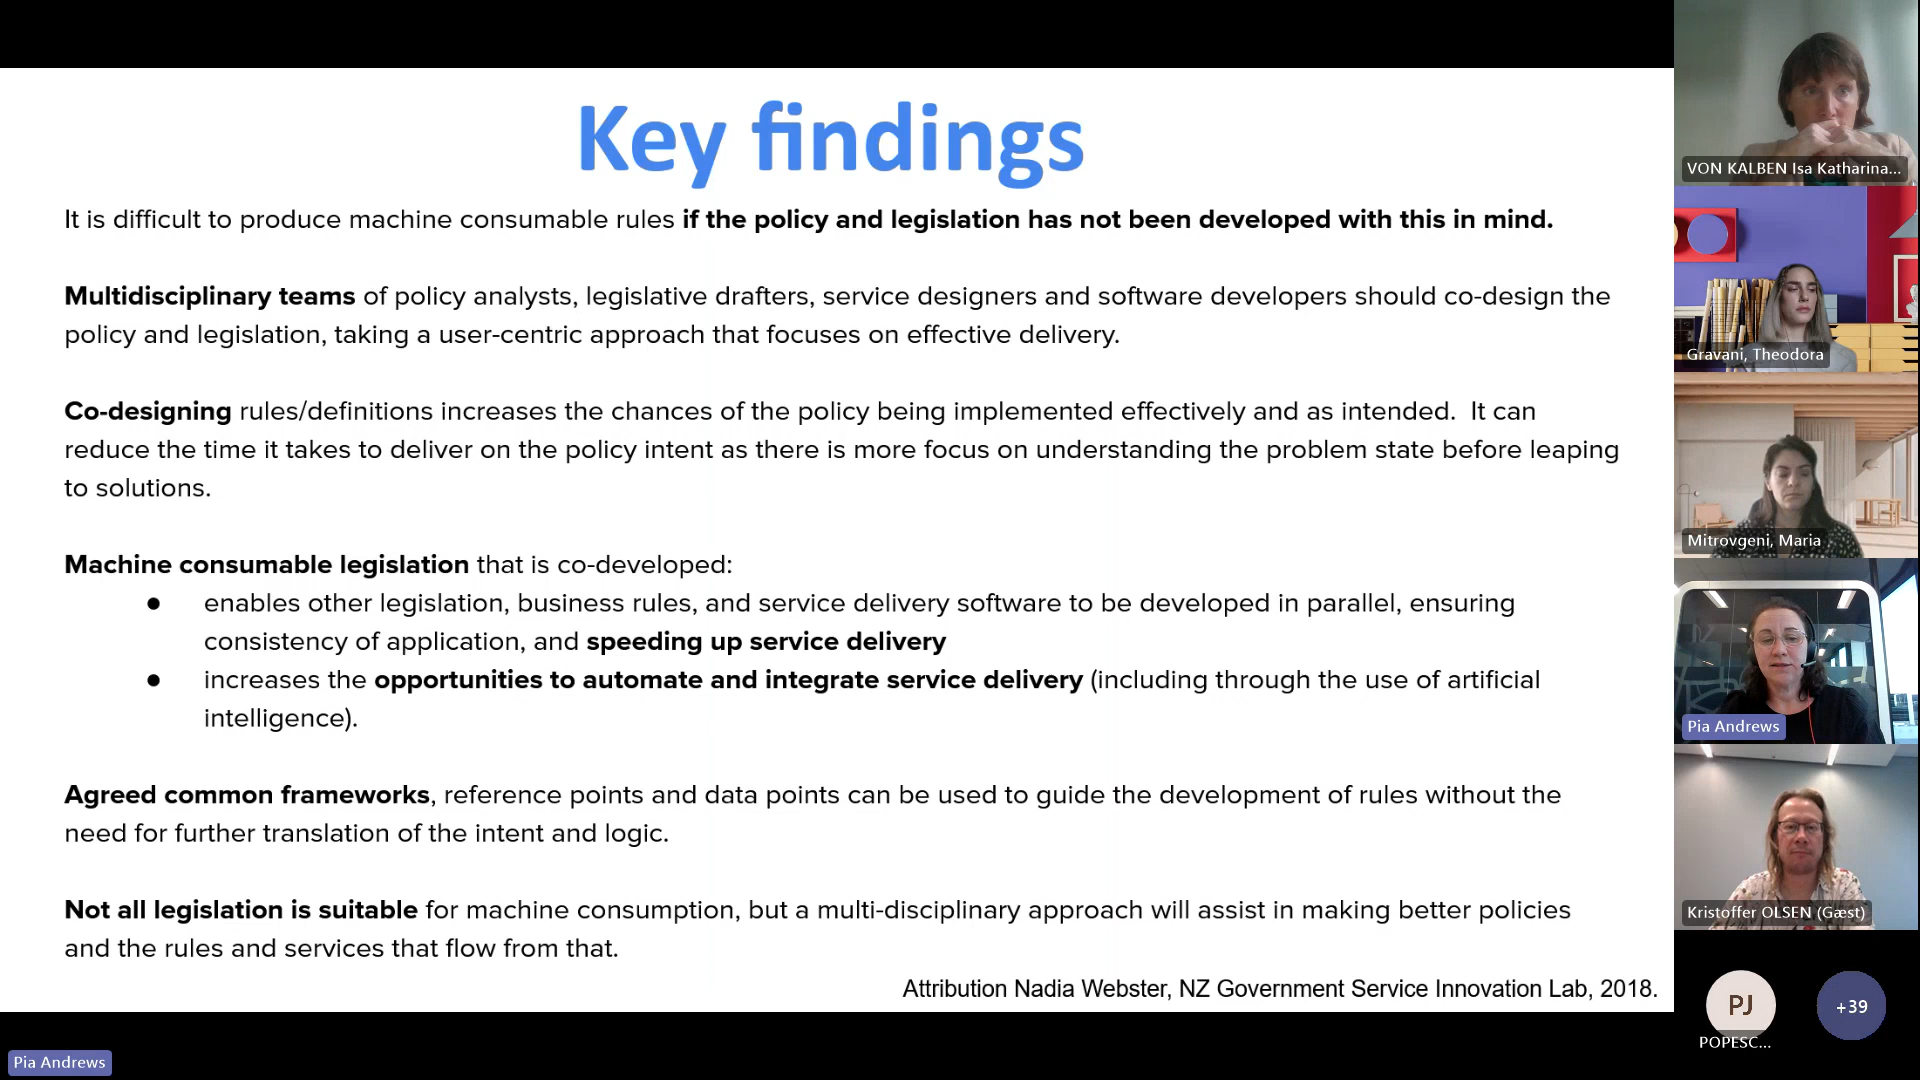 Key findings
It is difficult to produce machine consumable rules if the policy and legislation has not been developed with this in mind.
Multidisciplinary teams of policy analysts, legislative drafters, service designers and software developers should co-design the
policy and legislation, taking a user-centric approach that focuses on effective delivery.
Co-designing rules/definitions increases the chances of the policy being implemented effectively and as intended.  It can
reduce the time it takes to deliver on the policy intent as there is more focus on understanding the problem state before leaping
to solutions.
Machine consumable legislation that is co-developed:
● enables other legislation, business rules, and service delivery software to be developed in parallel, ensuring
consistency of application, and speeding up service delivery
● increases the opportunities to automate and integrate service delivery (including through the use of artificial
intelligence).
Agreed common frameworks, reference points and data points can be used to guide the development of rules without the
need for further translation of the intent and logic.
Not all legislation is suitable for machine consumption, but a multi-disciplinary approach will assist in making better policies
and the rules and services that flow from that.
Attribution Nadia Webster, NZ Government Service Innovation Lab, 2018.
Pia Andrews
VON KALBEN Isa Katharina...
Gravani, Theodora
Mitrovgeni, Maria
Pia Andrews
Kristoffer OLSEN (Gæst)
PJ
+39
POPESC...